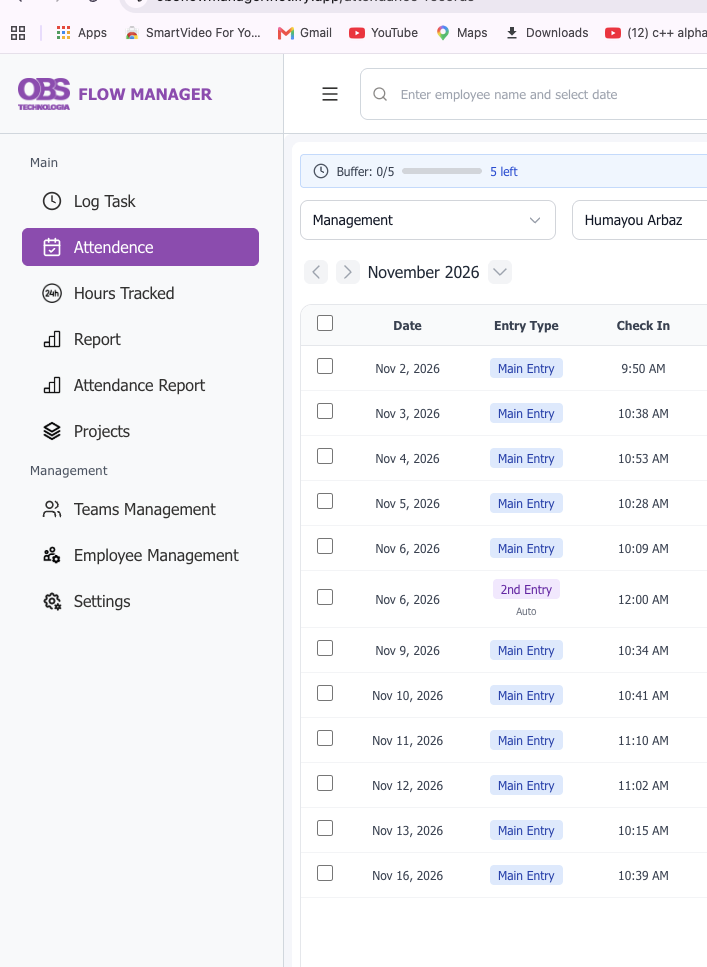 Apps
SmartVideo For Yo...
Gmail
YouTube
Maps
Downloads
(12) c++ alpha
OBS
TECHNOLOGIA
FLOW MANAGER
Enter employee name and select date
Main
Log Task
Attendence
24h
Hours Tracked
Report
Attendance Report
Projects
Management
Teams Management
Employee Management
Settings
Buffer: 0/5 5 left
Management
Humayou Arbaz
November 2026
Date Entry Type Check In
Nov 2, 2026 Main Entry 9:50 AM
Nov 3, 2026 Main Entry 10:38 AM
Nov 4, 2026 Main Entry 10:53 AM
Nov 5, 2026 Main Entry 10:28 AM
Nov 6, 2026 Main Entry 10:09 AM
Nov 6, 2026 2nd Entry 12:00 AM
Auto
Nov 9, 2026 Main Entry 10:34 AM
Nov 10, 2026 Main Entry 10:41 AM
Nov 11, 2026 Main Entry 11:10 AM
Nov 12, 2026 Main Entry 11:02 AM
Nov 13, 2026 Main Entry 10:15 AM
Nov 16, 2026 Main Entry 10:39 AM